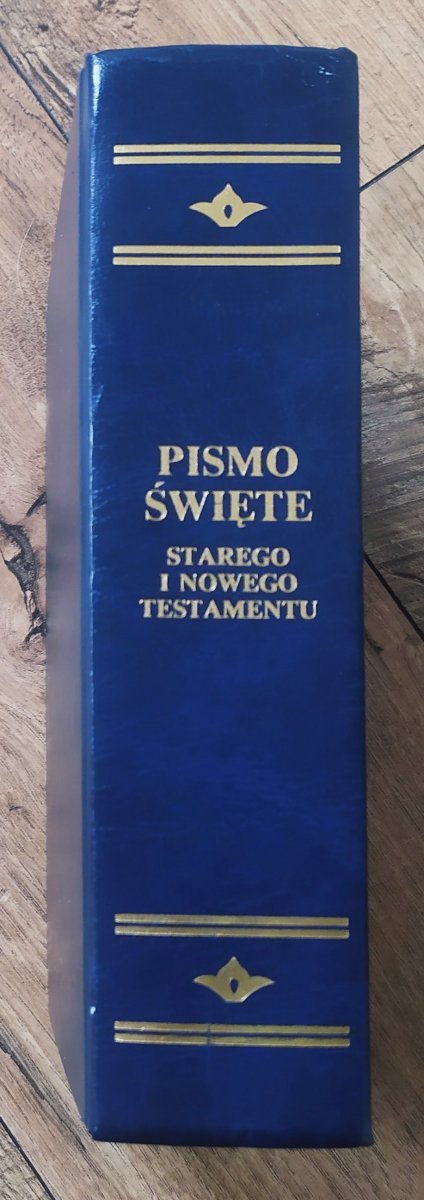 PISMO
ŚWIĘTE
STAREGO
I NOWEGO
TESTAMENTU